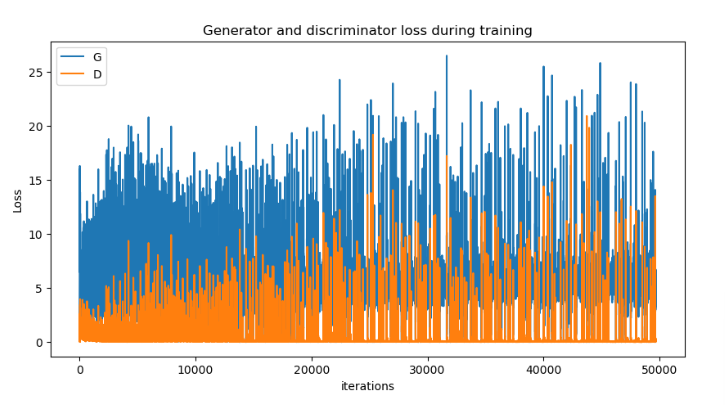 Generator and discriminator loss during training
G
D
25
20
15
10
5
0
Loss
0 10000 20000 30000 40000 50000
iterations